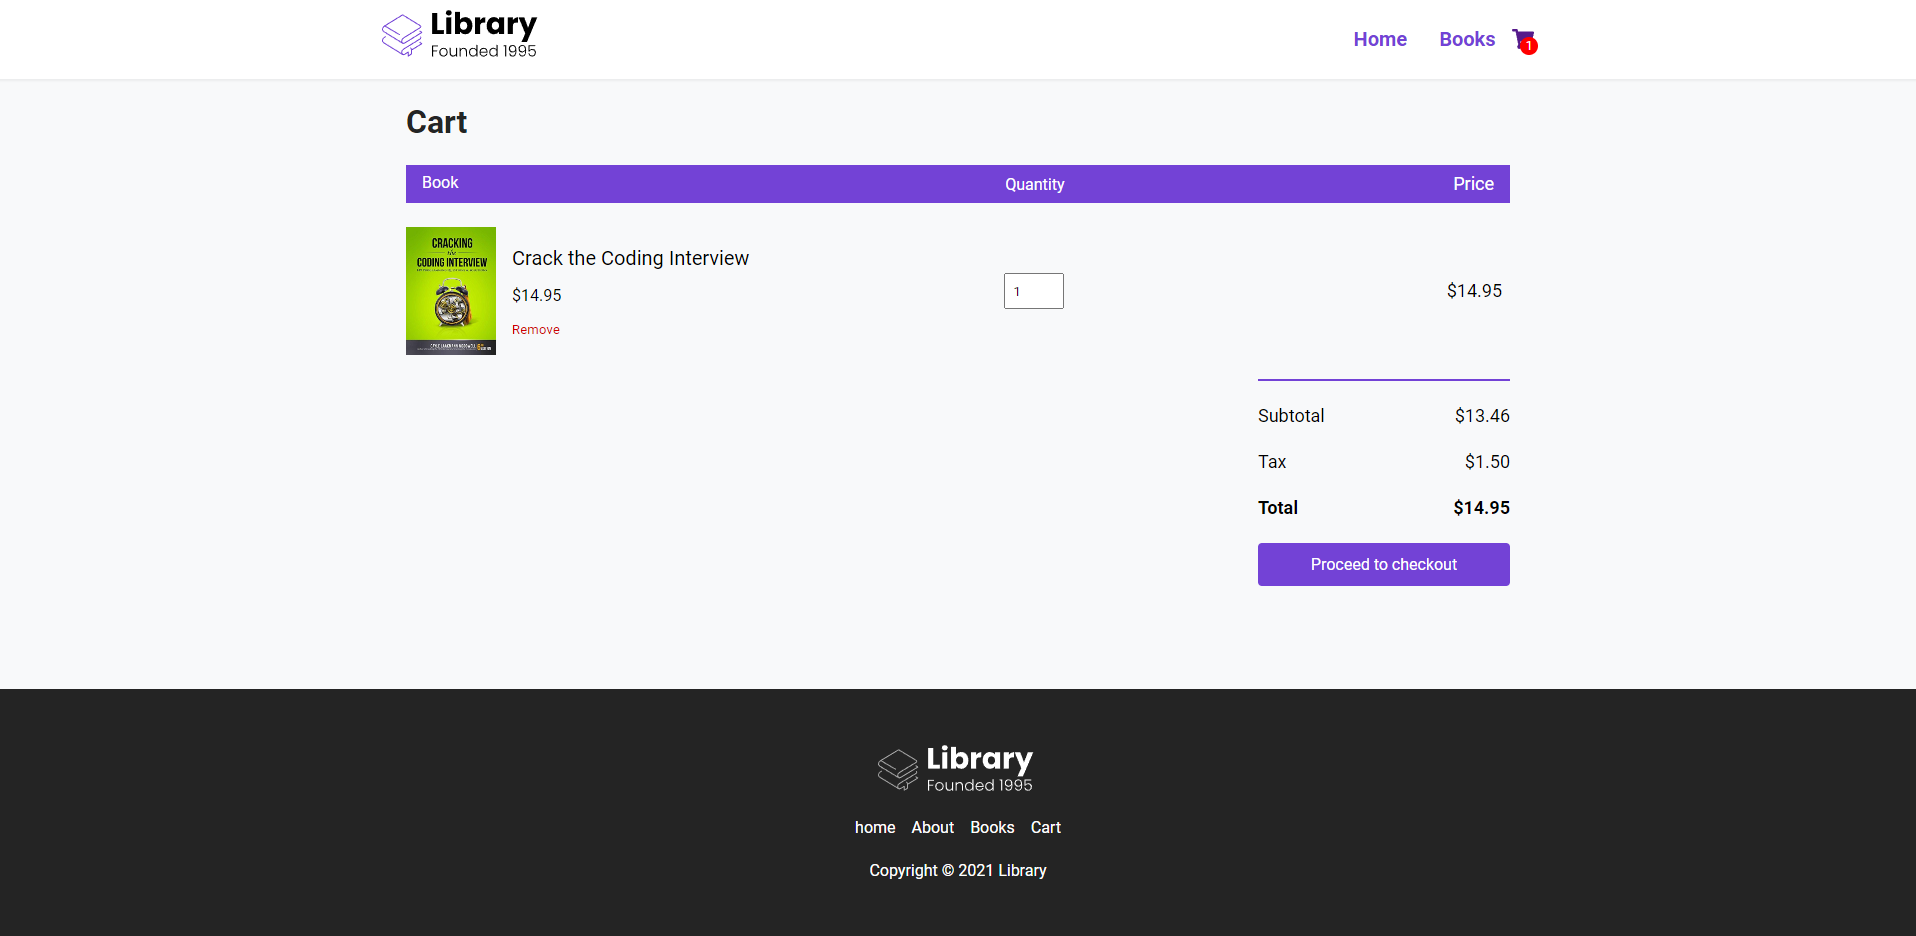 Library
Founded 1995
Home Books 1
Cart
Book Quantity Price
CRACKING
the
CODING INTERVIEW
Crack the Coding Interview
$14.95
Remove
1
$14.95
Subtotal $13.46
Tax $1.50
Total $14.95
Proceed to checkout
Library
Founded 1995
home About Books Cart
Copyright © 2021 Library